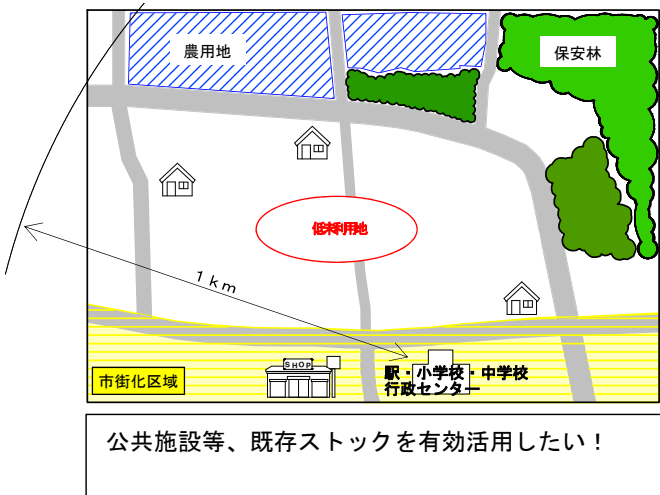 農用地
保安林
低未利用地
1km
SHOP
駅・小学校・中学校
行政センター
市街化区域
公共施設等、既存ストックを有効活用したい！